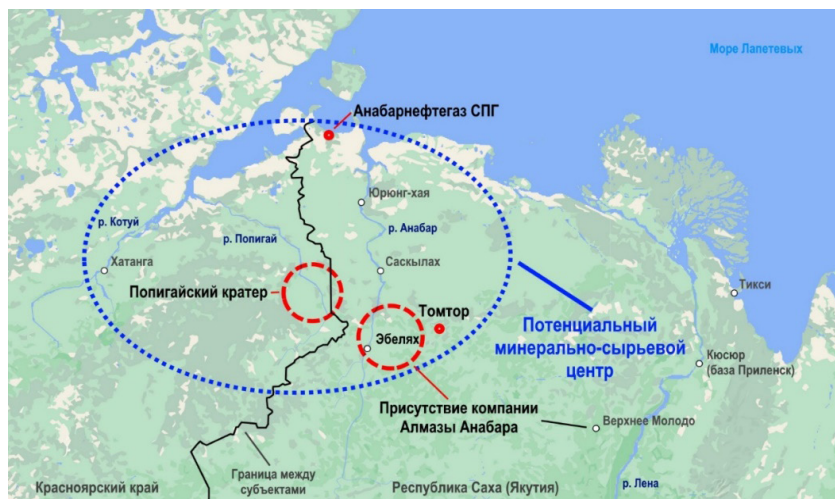 Море Лапетевых
Анабарнефтегаз СПГ
Юрюнг-хая
р. Котуй
р. Попигай
р. Анабар
Хатанга
Саскылах
Попигайский кратер
Томтор
Тикси
Эбелях
Потенциальный
минерально-сырьевой
центр
Кюсюр
(база Приленск)
Присутствие компании
Алмазы Анабара
Верхнее Молодо
Граница между
субъектами
Красноярский край
Республика Саха (Якутия)
р. Лена